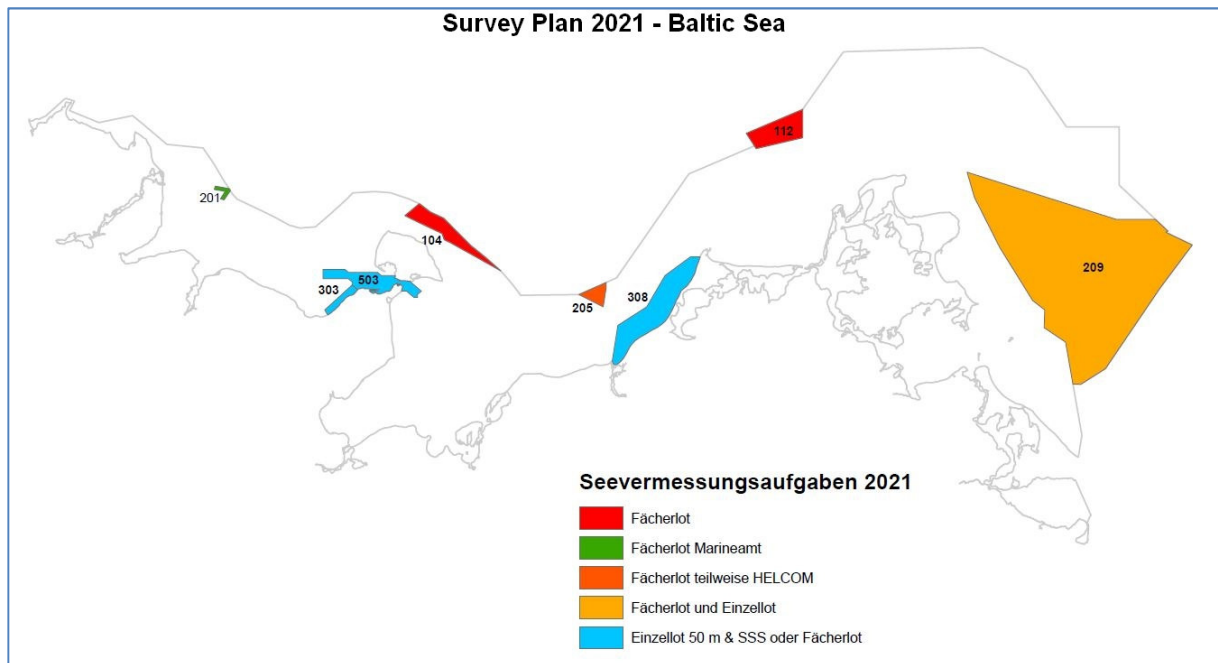 Survey Plan 2021 - Baltic Sea
112
201
104
209
503
303
308
205
Seevermessungsaufgaben 2021
Fächerlot
Fächerlot Marineamt
Fächerlot teilweise HELCOM
Fächerlot und Einzellot
Einzellot 50 m & SSS oder Fächerlot